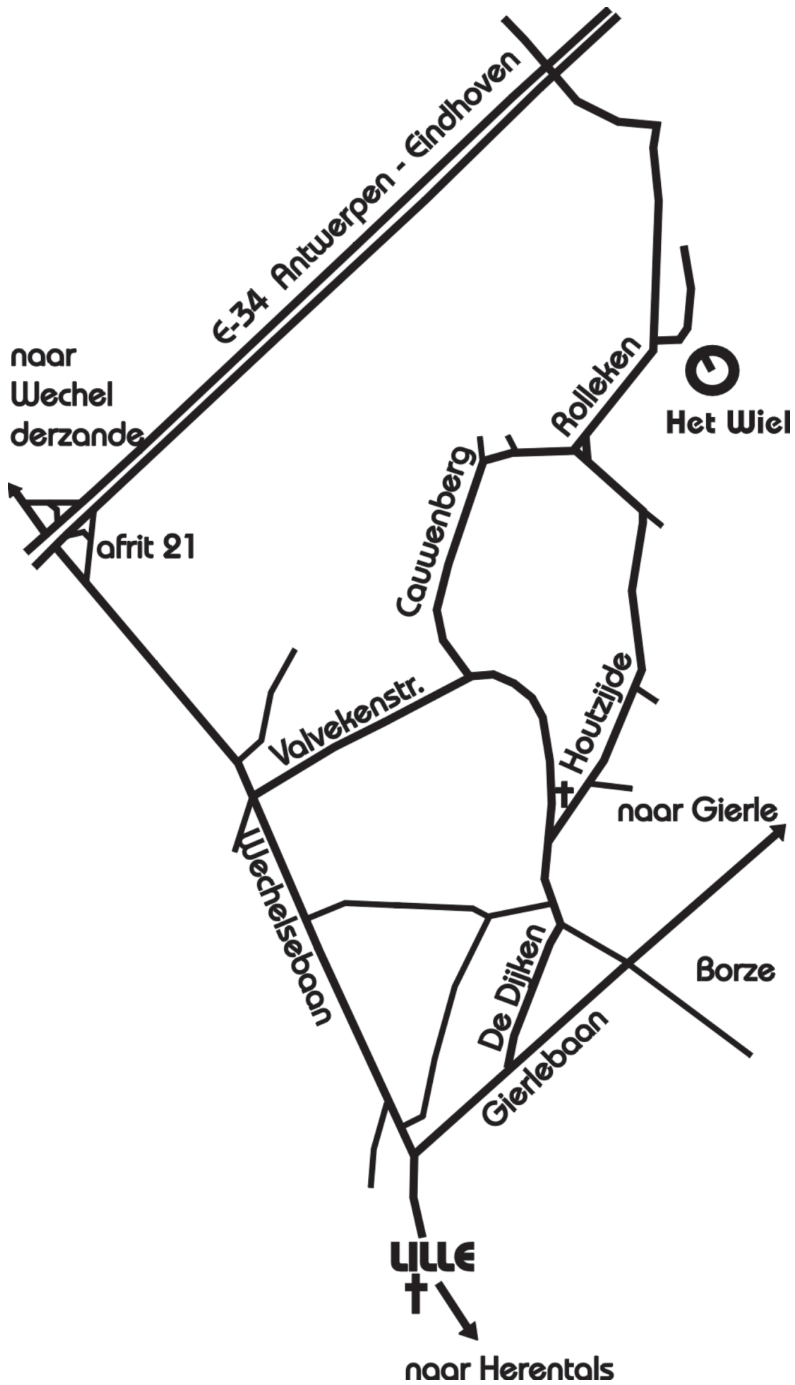 E-34 Antwerpen - Eindhoven
naar
Wechel
derzande
Rolleken
Het Wiel
Cauwenberg
afrit 21
Houtzijde
Valvekenstr.
naar Gierle
Wechselsebaan
De Dijken
Borze
Gierlebaan
LILLE
naar Herentals